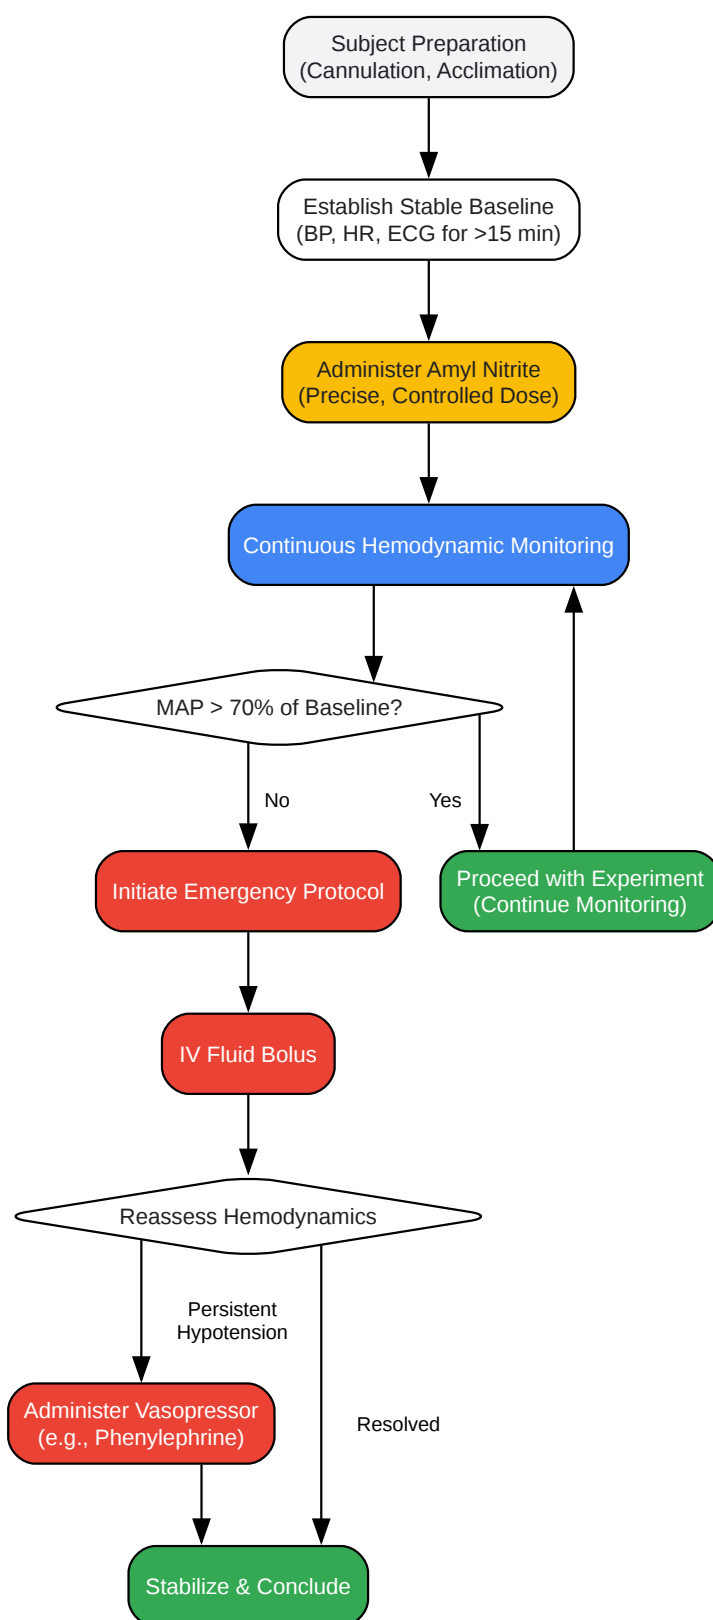 Subject Preparation
(Cannulation, Acclimation)
Establish Stable Baseline
(BP, HR, ECG for >15 min)
Administer Amyl Nitrite
(Precise, Controlled Dose)
Continuous Hemodynamic Monitoring
MAP > 70% of Baseline?
No
Yes
Initiate Emergency Protocol
Proceed with Experiment
(Continue Monitoring)
IV Fluid Bolus
Reassess Hemodynamics
Persistent
Hypotension
Administer Vasopressor
(e.g., Phenylephrine)
Resolved
Stabilize & Conclude